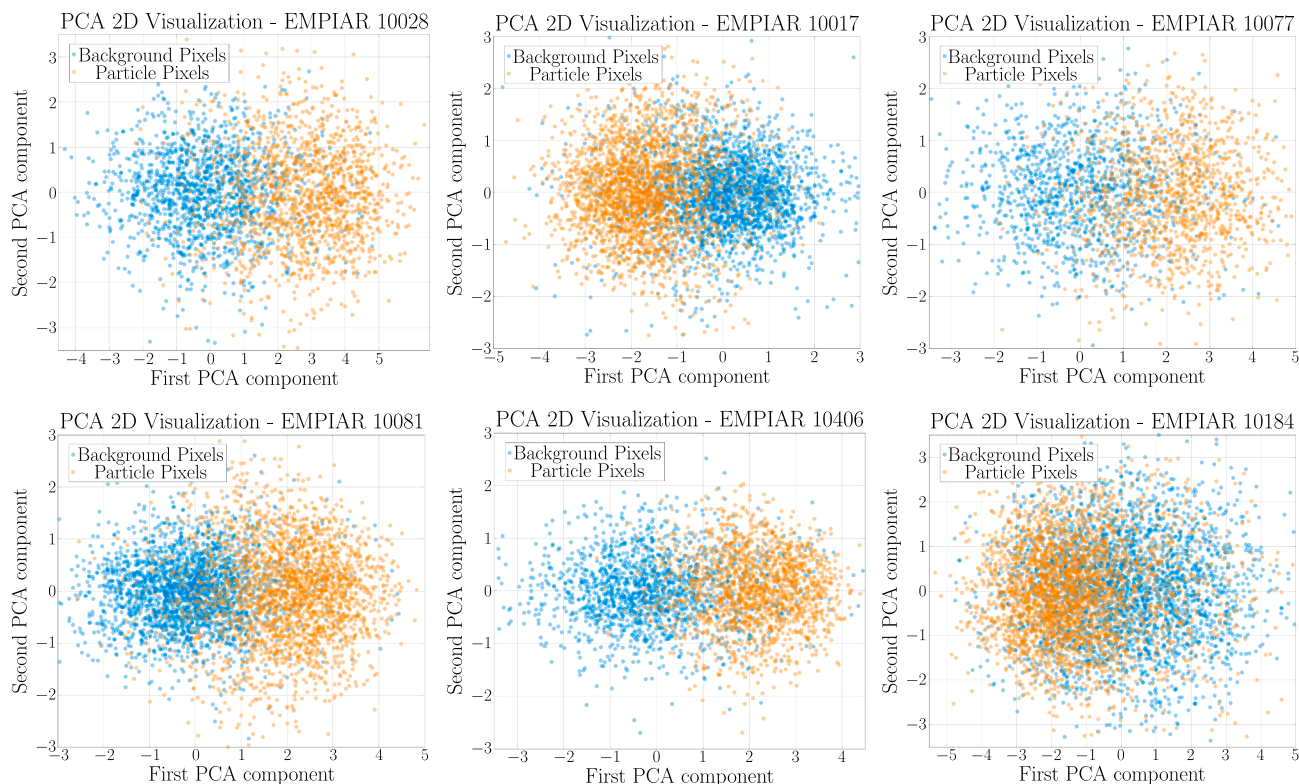 PCA 2D Visualization - EMPIAR 10028
Background Pixels
Particle Pixels
Second PCA component
3
2
1
0
−1
−2
−3
−4 −3 −2 −1 0 1 2 3 4 5
First PCA component
PCA 2D Visualization - EMPIAR 10017
Background Pixels
Particle Pixels
Second PCA component
3
2
1
0
−1
−2
−3
−5 −4 −3 −2 −1 0 1 2 3
First PCA component
PCA 2D Visualization - EMPIAR 10077
Background Pixels
Particle Pixels
Second PCA component
3
2
1
0
−1
−2
−3
−3 −2 −1 0 1 2 3 4 5
First PCA component
PCA 2D Visualization - EMPIAR 10081
Background Pixels
Particle Pixels
Second PCA component
3
2
1
0
−1
−2
−3
−3 −2 −1 0 1 2 3 4 5
First PCA component
PCA 2D Visualization - EMPIAR 10406
Background Pixels
Particle Pixels
Second PCA component
3
2
1
0
−1
−2
−3
−3 −2 −1 0 1 2 3 4
First PCA component
PCA 2D Visualization - EMPIAR 10184
Background Pixels
Particle Pixels
Second PCA component
3
2
1
0
−1
−2
−3
−5 −4 −3 −2 −1 0 1 2 3 4 5
First PCA component